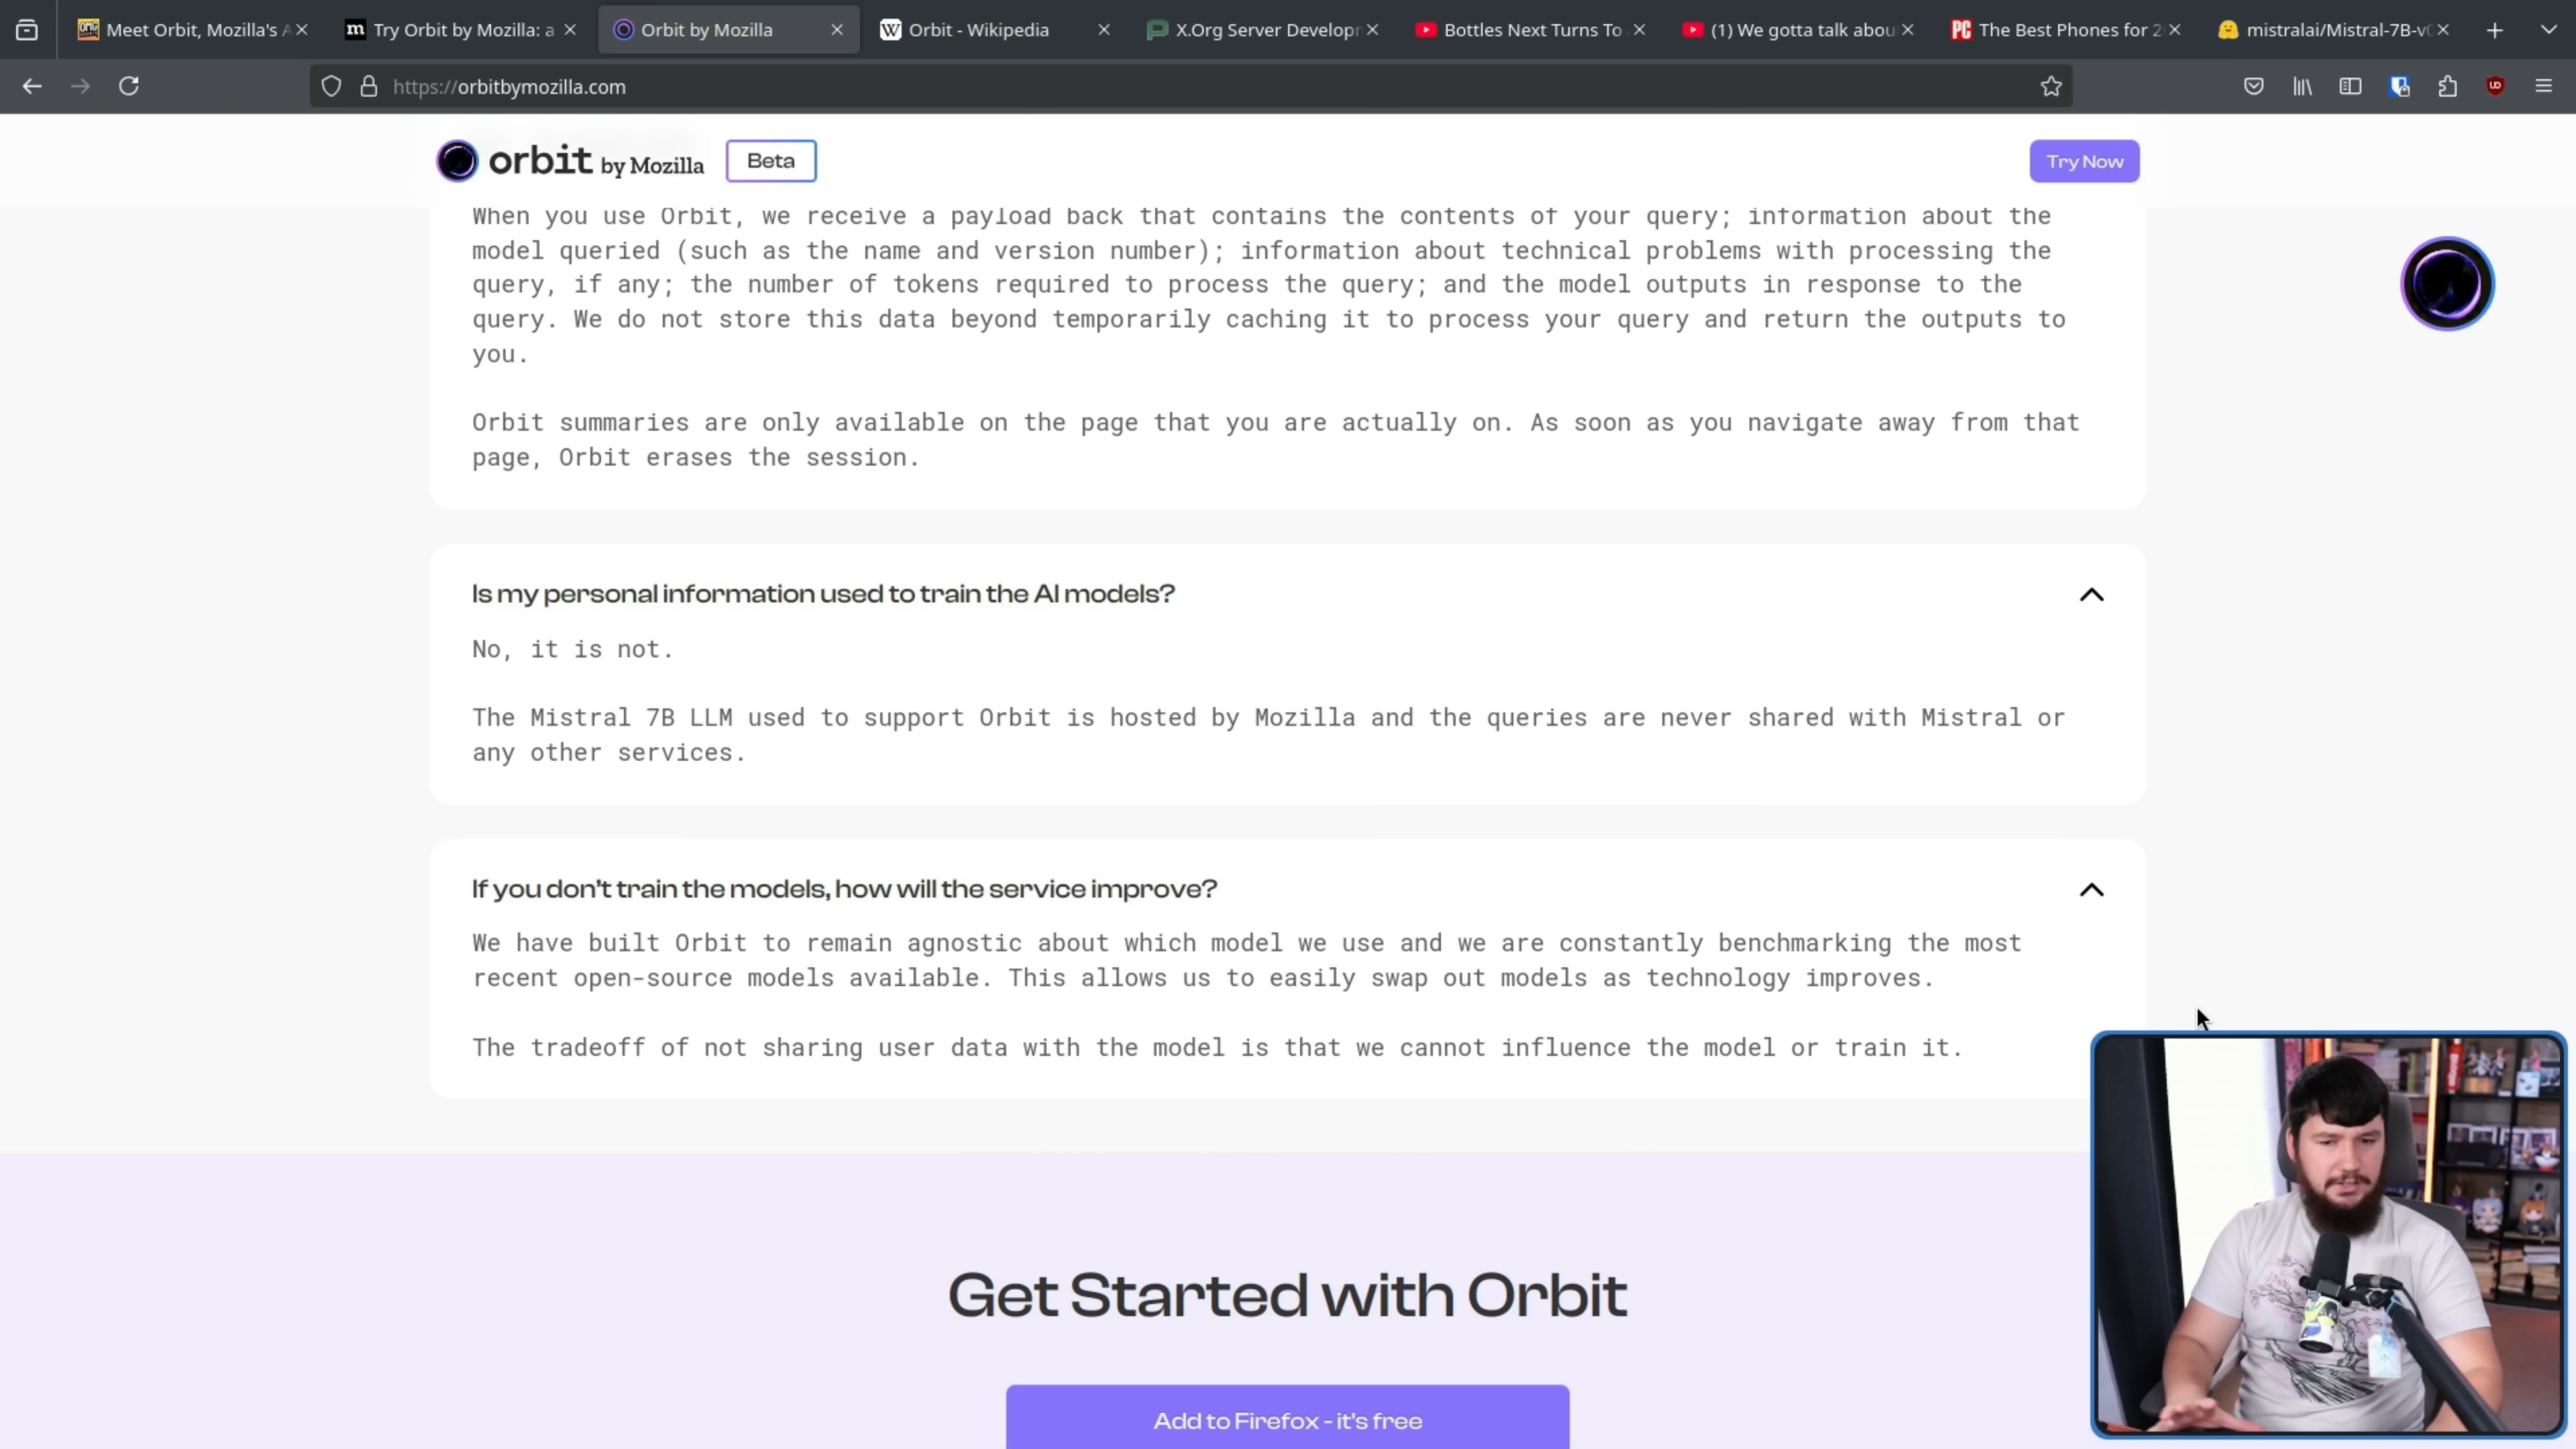 Meet Orbit, Mozilla's A
Try Orbit by Mozilla: a
Orbit by Mozilla
Orbit - Wikipedia
X.Org Server Developm
Bottles Next Turns To
(1) We gotta talk abou
The Best Phones for 2
mistralai/Mistral-7B-v0
https://orbitbymozilla.com
orbit by Mozilla
Beta
Try Now
When you use Orbit, we receive a payload back that contains the contents of your query; information about the
model queried (such as the name and version number); information about technical problems with processing the
query, if any; the number of tokens required to process the query; and the model outputs in response to the
query. We do not store this data beyond temporarily caching it to process your query and return the outputs to
you.
Orbit summaries are only available on the page that you are actually on. As soon as you navigate away from that
page, Orbit erases the session.
Is my personal information used to train the AI models?
No, it is not.
The Mistral 7B LLM used to support Orbit is hosted by Mozilla and the queries are never shared with Mistral or
any other services.
If you don't train the models, how will the service improve?
We have built Orbit to remain agnostic about which model we use and we are constantly benchmarking the most
recent open-source models available. This allows us to easily swap out models as technology improves.
The tradeoff of not sharing user data with the model is that we cannot influence the model or train it.
Get Started with Orbit
Add to Firefox - it's free